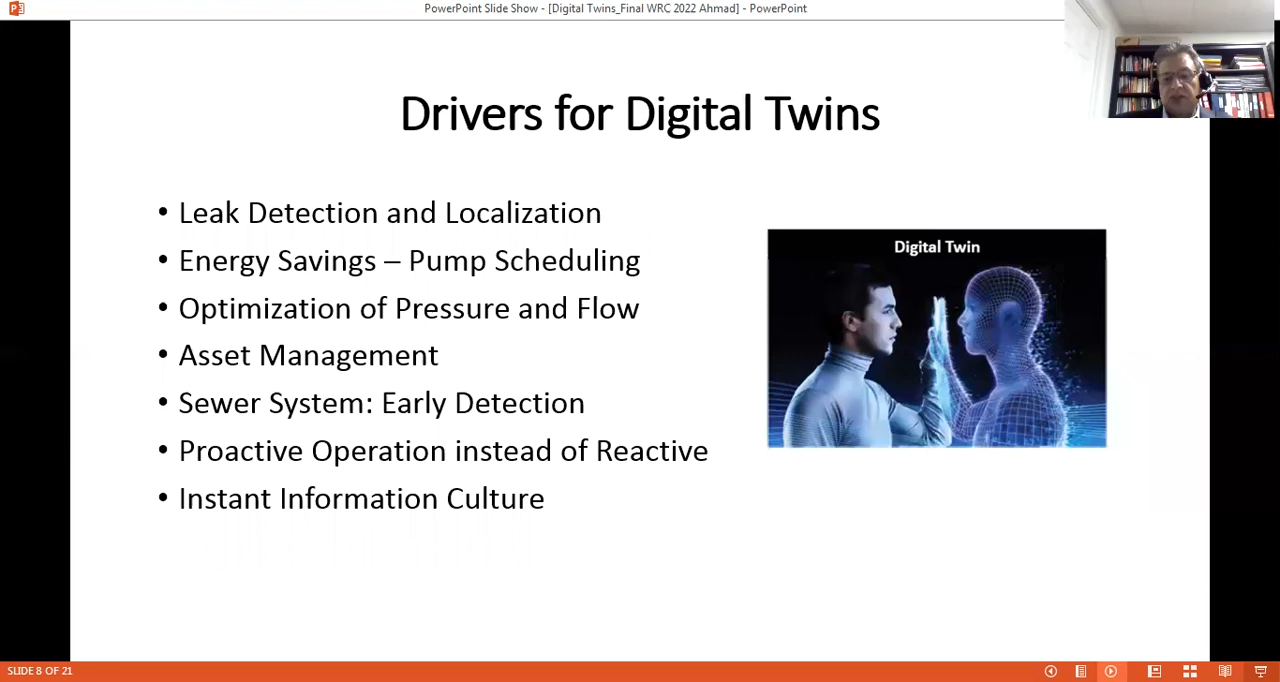 PowerPoint Slide Show - [Digital Twins_Final WRC 2022 Ahmad] - PowerPoint
Drivers for Digital Twins
• Leak Detection and Localization
• Energy Savings – Pump Scheduling
• Optimization of Pressure and Flow
• Asset Management
• Sewer System: Early Detection
• Proactive Operation instead of Reactive
• Instant Information Culture
Digital Twin
SLIDE 8 OF 21